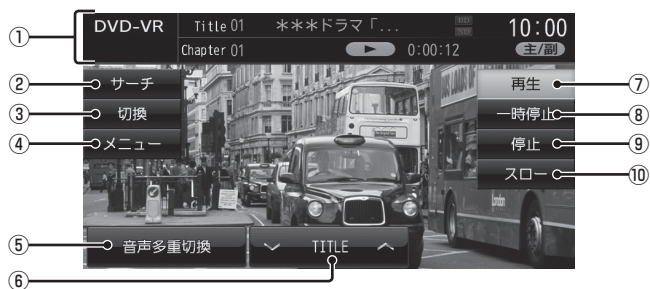 ①
DVD-VR Title 01 ＊＊＊ドラマ「... 10:00
Chapter 01 0:00:12 主/副
② サーチ
③ 切換
④ メニュー
再生 ⑦
一時停止 ⑧
停止 ⑨
スロー ⑩
⑤ 音声多重切換 TITLE
⑥